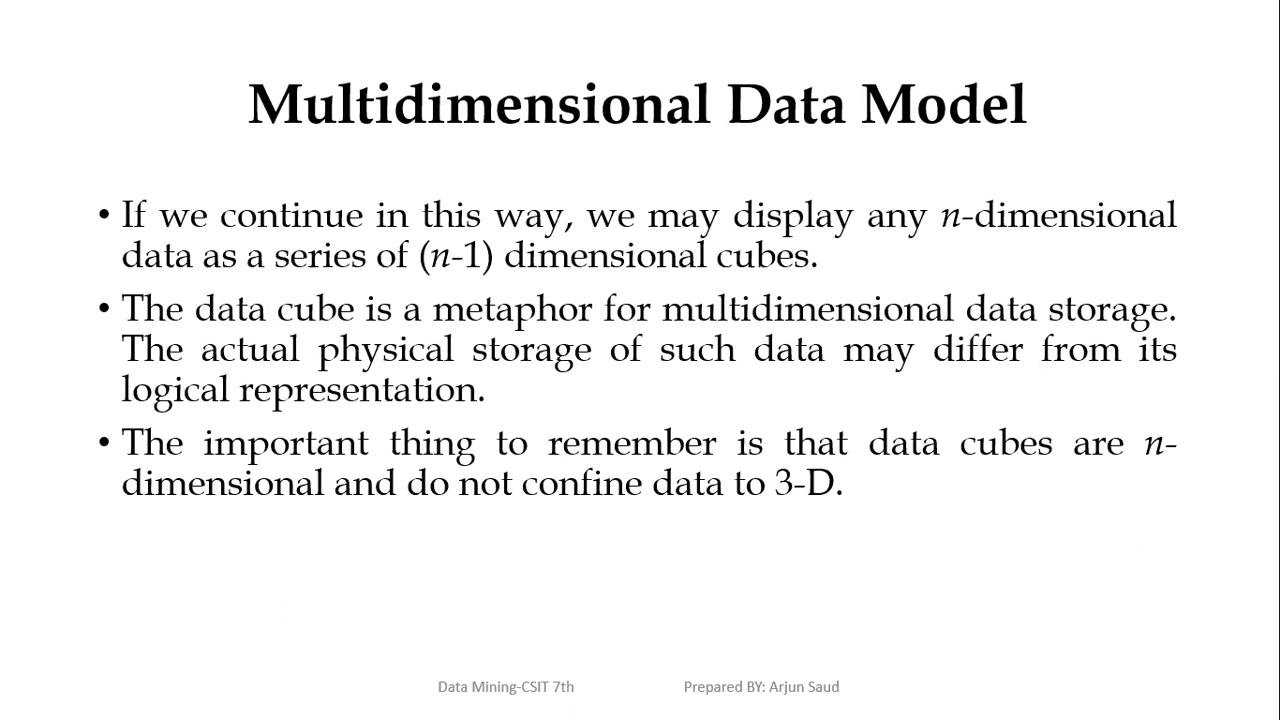 Multidimensional Data Model
• If we continue in this way, we may display any n-dimensional
data as a series of (n-1) dimensional cubes.
• The data cube is a metaphor for multidimensional data storage.
The actual physical storage of such data may differ from its
logical representation.
• The important thing to remember is that data cubes are n-
dimensional and do not confine data to 3-D.
Data Mining-CSIT 7th Prepared BY: Arjun Saud